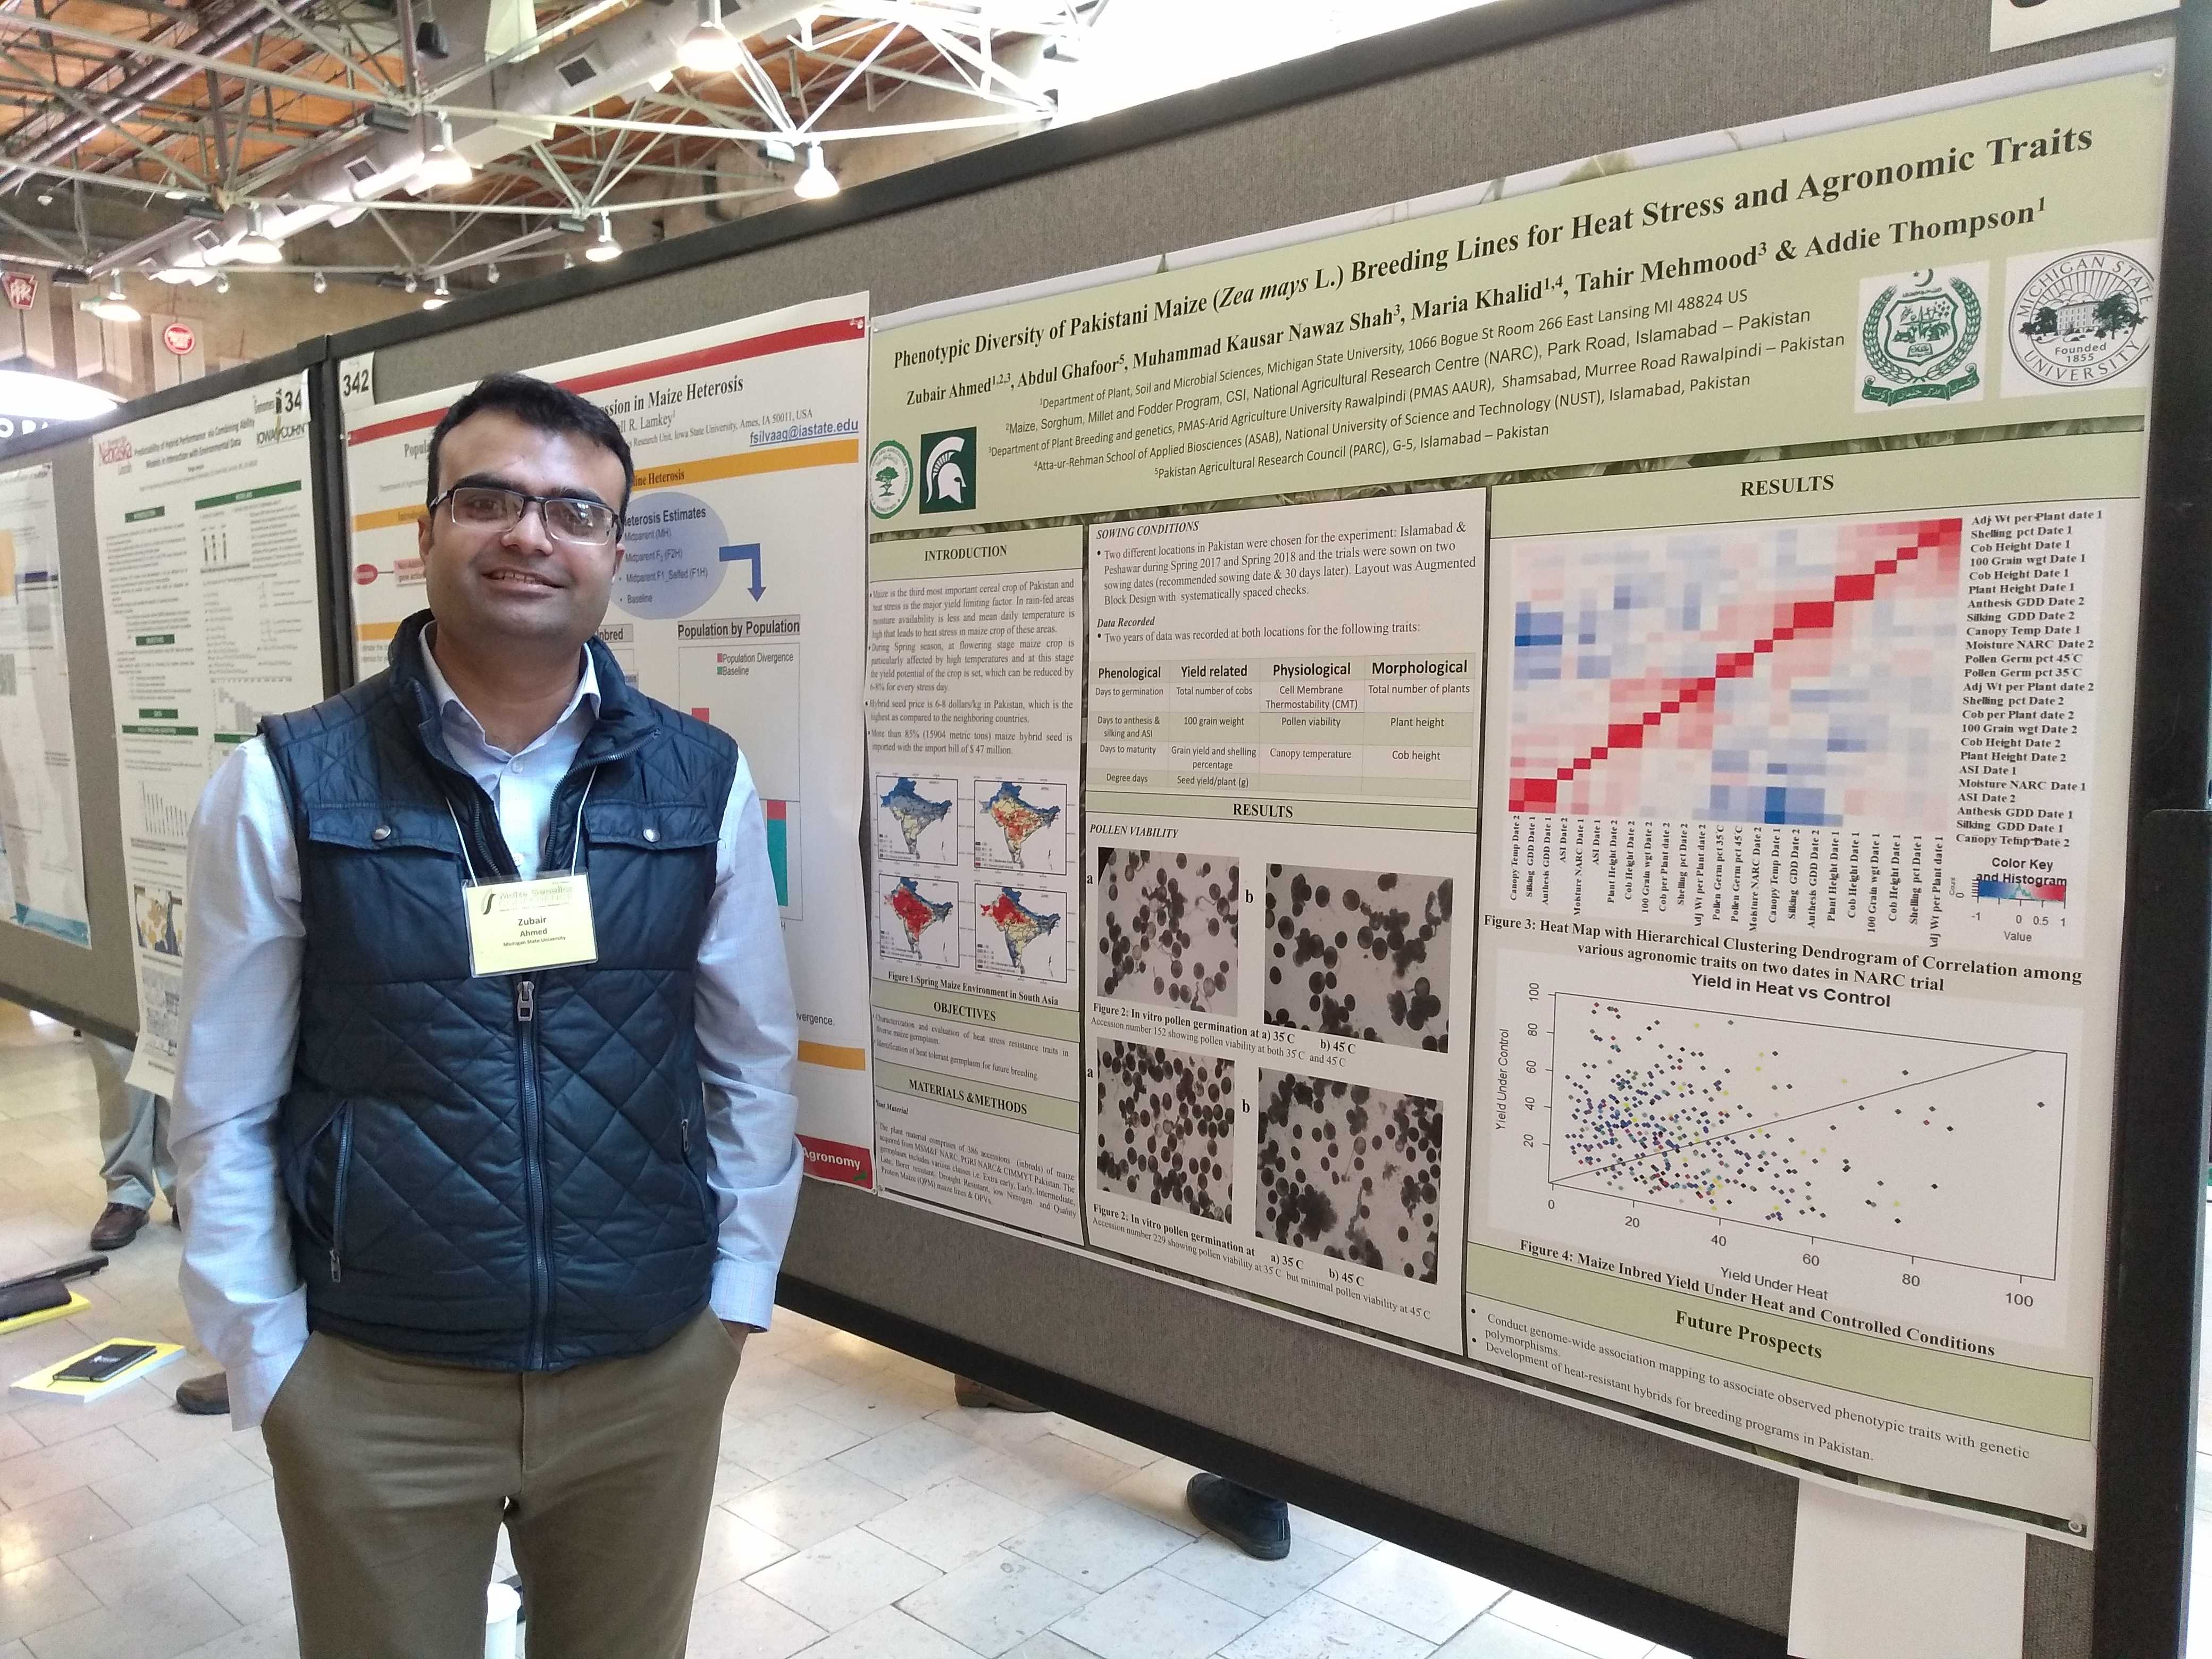 Phenotypic Diversity of Pakistani Maize (Zea mays L.) Breeding Lines for Heat Stress and Agronomic Traits
Zubair Ahmed1,2,3, Abdul Ghafoor5, Muhammad Kausar Nawaz Shah3, Maria Khalid1,4, Tahir Mehmood3 & Addie Thompson1
1Department of Plant, Soil and Microbial Sciences, Michigan State University, 1066 Bogue St Room 266 East Lansing MI 48824 US
2Maize, Sorghum, Millet and Fodder Program, CSI, National Agricultural Research Centre (NARC), Park Road, Islamabad – Pakistan
3Department of Plant Breeding and genetics, PMAS-Arid Agriculture University Rawalpindi (PMAS AAUR), Shamsabad, Murree Road Rawalpindi – Pakistan
4Atta-ur-Rehman School of Applied Biosciences (ASAB), National University of Science and Technology (NUST), Islamabad, Pakistan
5Pakistan Agricultural Research Council (PARC), G-5, Islamabad – Pakistan
MICHIGAN STATE UNIVERSITY
Founded
1855
INTRODUCTION
Maize is the third most important cereal crop of Pakistan and
heat stress is the major yield limiting factor. In rain-fed areas
moisture availability is less and mean daily temperature is
high that leads to heat stress in maize crop of these areas.
During Spring season, at flowering stage maize crop is
particularly affected by high temperatures and at this stage
the yield potential of the crop is set, which can be reduced by
6-8% for every stress day.
Hybrid seed price is 6-8 dollars/kg in Pakistan, which is the
highest as compared to the neighboring countries.
More than 85% (15904 metric tons) maize hybrid seed is
imported with the import bill of $ 47 million.
Figure 1:Spring Maize Environment in South Asia
OBJECTIVES
Characterization and evaluation of heat stress resistance traits in
diverse maize germplasm.
Identification of heat tolerant germplasm for future breeding.
MATERIALS &METHODS
Plant Material
The plant material comprises of 386 accessions (inbreds) of maize
acquired from MSM&F NARC, PGRI NARC& CIMMYT Pakistan. The
germplasm includes various classes i.e. Extra early, Early, Intermediate,
Late, Borer resistant, Drought Resistant, low Nitrogen and Quality
Protein Maize (QPM) maize lines & OPVs.
SOWING CONDITIONS
• Two different locations in Pakistan were chosen for the experiment: Islamabad &
Peshawar during Spring 2017 and Spring 2018 and the trials were sown on two
sowing dates (recommended sowing date & 30 days later). Layout was Augmented
Block Design with systematically spaced checks.
Data Recorded
• Two years of data was recorded at both locations for the following traits:
Phenological Yield related Physiological Morphological
Days to germination Total number of cobs Cell Membrane Thermostability (CMT) Total number of plants
Days to anthesis & silking and ASI 100 grain weight Pollen viability Plant height
Days to maturity Grain yield and shelling percentage Canopy temperature Cob height
Degree days Seed yield/plant (g)
RESULTS
POLLEN VIABILITY
a
b
Figure 2: In vitro pollen germination at a) 35 C b) 45 C
Accession number 152 showing pollen viability at both 35 C and 45 C
a
b
Figure 2: In vitro pollen germination at a) 35 C b) 45 C
Accession number 229 showing pollen viability at 35 C but minimal pollen viability at 45 C
RESULTS
Adj Wt per Plant date 1
Shelling pct Date 1
Cob Height Date 1
100 Grain wgt Date 1
Cob Height Date 1
Plant Height Date 1
Anthesis GDD Date 2
Silking GDD Date 2
Canopy Temp Date 1
Moisture NARC Date 2
Pollen Germ pct 45 C
Pollen Germ pct 35 C
Adj Wt per Plant date 2
Shelling pct Date 2
Cob per Plant date 2
100 Grain wgt Date 2
Cob Height Date 2
Plant Height Date 2
ASI Date 1
Moisture NARC Date 1
ASI Date 2
Anthesis GDD Date 1
Silking GDD Date 1
Canopy Temp Date 2
Canopy Temp Date 2
Silking GDD Date 1
Anthesis GDD Date 1
ASI Date 2
Moisture NARC Date 1
ASI Date 1
Plant Height Date 2
Cob Height Date 2
100 Grain wgt Date 2
Cob per Plant date 2
Shelling pct Date 2
Adj Wt per Plant date 2
Pollen Germ pct 35 C
Pollen Germ pct 45 C
Moisture NARC Date 2
Canopy Temp Date 1
Silking GDD Date 2
Anthesis GDD Date 2
Plant Height Date 1
Cob Height Date 1
100 Grain wgt Date 1
Cob Height Date 1
Shelling pct Date 1
Adj Wt per Plant date 1
Color Key
and Histogram
Count
0
-1 0 0.5 1
Value
Figure 3: Heat Map with Hierarchical Clustering Dendrogram of Correlation among
various agronomic traits on two dates in NARC trial
Yield in Heat vs Control
Yield Under Control
100
80
60
40
20
0 20 40 60 80 100
Yield Under Heat
Figure 4: Maize Inbred Yield Under Heat and Controlled Conditions
Future Prospects
• Conduct genome-wide association mapping to associate observed phenotypic traits with genetic
polymorphisms.
• Development of heat-resistant hybrids for breeding programs in Pakistan.
Zubair
Ahmed
Michigan State University
342
ssion in Maize Heterosis
ll R. Lamkey1
Research Unit, Iowa State University, Ames, IA 50011, USA
fsilvaag@iastate.edu
line Heterosis
Heterosis Estimates
Midparent (MH)
Midparent F2 (F2H)
Midparent F1_Selfed (F1H)
• Baseline
Inbred
Population by Population
Population Divergence
Baseline
vergence.
Agronomy
34
IOWA CORN
Nebraska
Lincoln
Predictability of Hybrid Performance via Combining Ability
Models in Interaction with Environmental Data